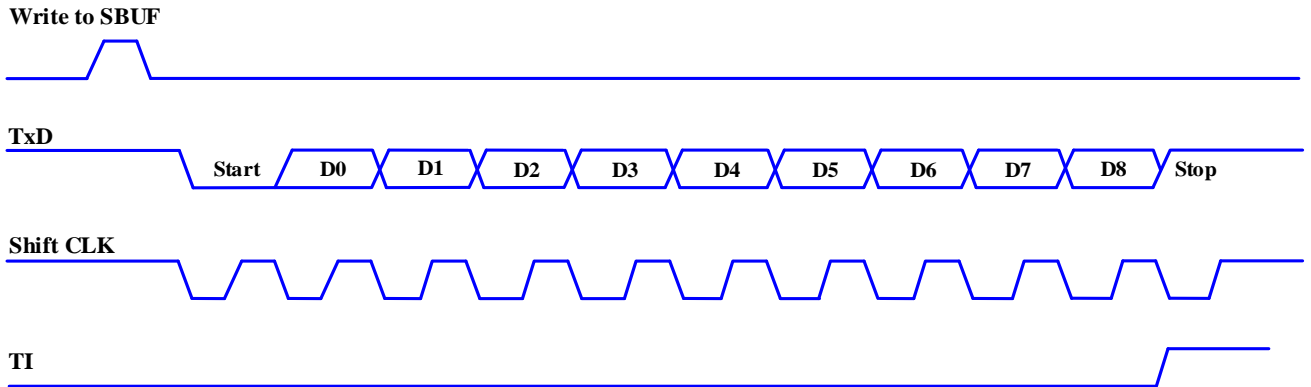 Write to SBUF
TxD
Start D0 D1 D2 D3 D4 D5 D6 D7 D8 Stop
Shift CLK
TI